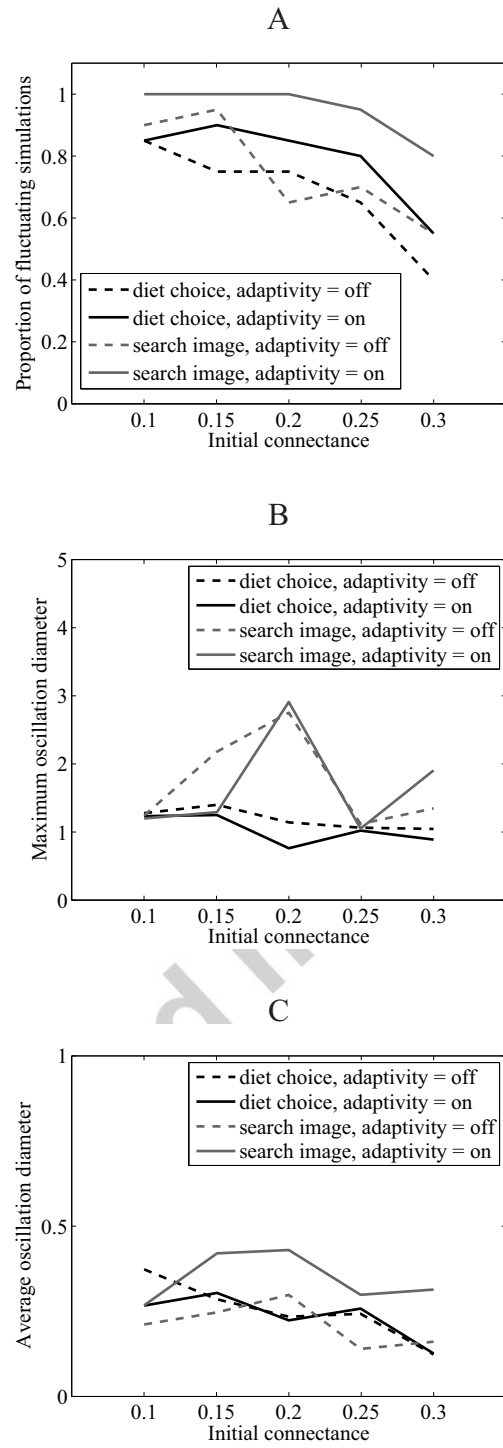 A
Proportion of fluctuating simulations
1
0.8
0.6
0.4
0.2
0
diet choice, adaptivity = off
diet choice, adaptivity = on
search image, adaptivity = off
search image, adaptivity = on
0.1 0.15 0.2 0.25 0.3
Initial connectance
B
Maximum oscillation diameter
5
4
3
2
1
0
diet choice, adaptivity = off
diet choice, adaptivity = on
search image, adaptivity = off
search image, adaptivity = on
0.1 0.15 0.2 0.25 0.3
Initial connectance
C
Average oscillation diameter
1
0.5
0
diet choice, adaptivity = off
diet choice, adaptivity = on
search image, adaptivity = off
search image, adaptivity = on
0.1 0.15 0.2 0.25 0.3
Initial connectance